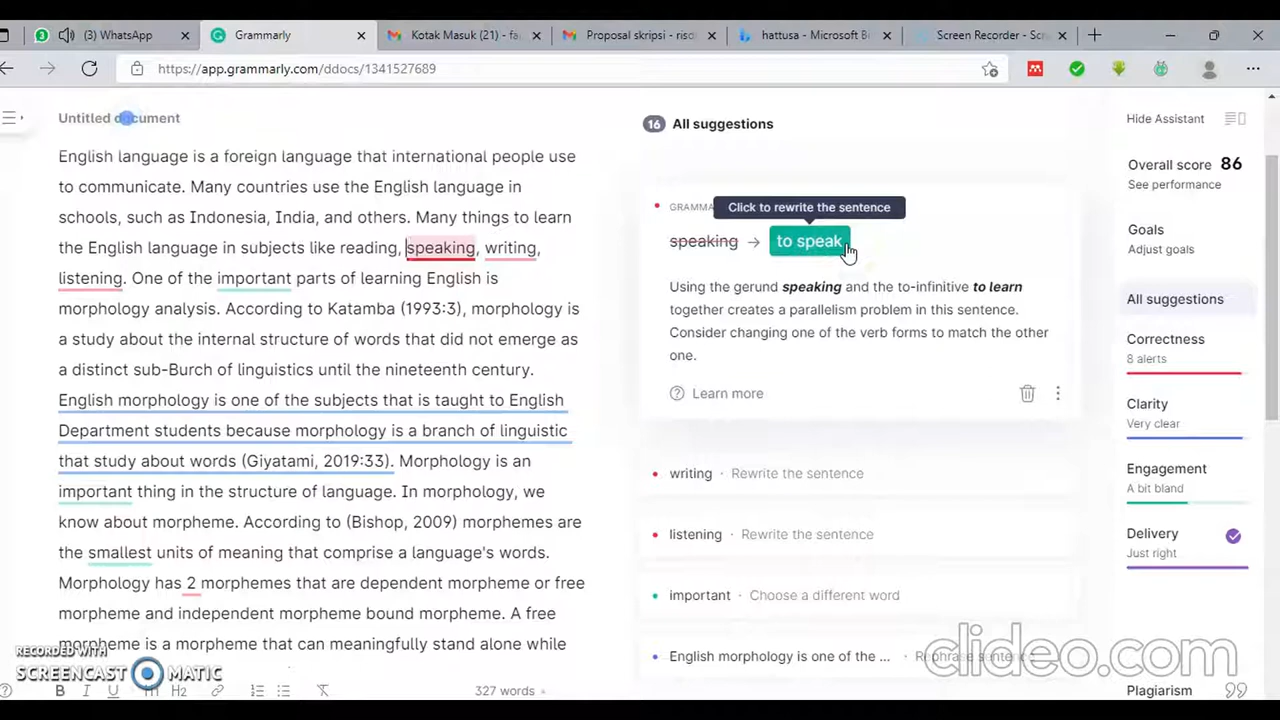 (3) WhatsApp
Grammarly
Kotak Masuk (21) - fa
Proposal skripsi - riso
hattusa - Microsoft Bi
Screen Recorder - Scre
https://app.grammarly.com/ddocs/1341527689
Untitled document
English language is a foreign language that international people use
to communicate. Many countries use the English language in
schools, such as Indonesia, India, and others. Many things to learn
the English language in subjects like reading, speaking, writing,
listening. One of the important parts of learning English is
morphology analysis. According to Katamba (1993:3), morphology is
a study about the internal structure of words that did not emerge as
a distinct sub-Burch of linguistics until the nineteenth century.
English morphology is one of the subjects that is taught to English
Department students because morphology is a branch of linguistic
that study about words (Giyatami, 2019:33). Morphology is an
important thing in the structure of language. In morphology, we
know about morpheme. According to (Bishop, 2009) morphemes are
the smallest units of meaning that comprise a language's words.
Morphology has 2 morphemes that are dependent morpheme or free
morpheme and independent morpheme bound morpheme. A free
morpheme is a morpheme that can meaningfully stand alone while
RECORDED WITH
SCREENCAST MATIC
B I U H1 H2
327 words
16 All suggestions
Click to rewrite the sentence
GRAMMA
speaking → to speak
Using the gerund speaking and the to-infinitive to learn
together creates a parallelism problem in this sentence.
Consider changing one of the verb forms to match the other
one.
Learn more
writing · Rewrite the sentence
listening · Rewrite the sentence
important · Choose a different word
English morphology is one of the ... · Rephrase sentence
clideo.com
Hide Assistant
Overall score 86
See performance
Goals
Adjust goals
All suggestions
Correctness
8 alerts
Clarity
Very clear
Engagement
A bit bland
Delivery
Just right
Plagiarism